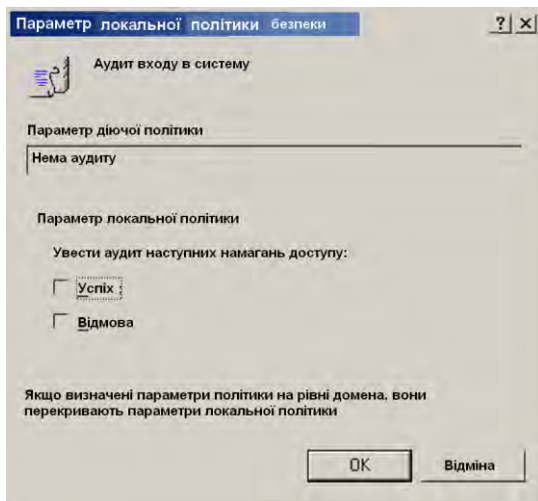 Параметр локальної політики безпеки
Аудит входу в систему
Параметр діючої політики
Нема аудиту
Параметр локальної політики
Увести аудит наступних намагань доступу:
Успіх
Відмова
Якщо визначені параметри політики на рівні домена, вони
перекривають параметри локальної політики
OK Відміна